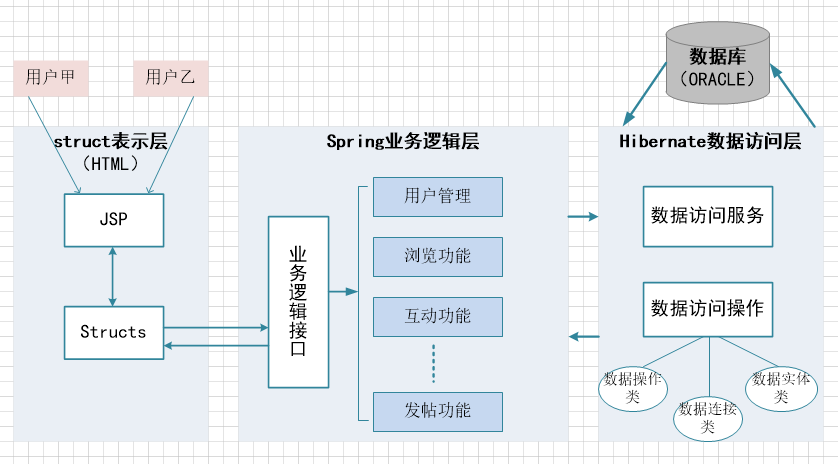 用户甲
用户乙
struct表示层
（HTML）
JSP
Structs
Spring业务逻辑层
业务逻辑接口
用户管理
浏览功能
互动功能
发帖功能
数据库
（ORACLE）
Hibernate数据访问层
数据访问服务
数据访问操作
数据操作
类
数据连接
类
数据实体
类